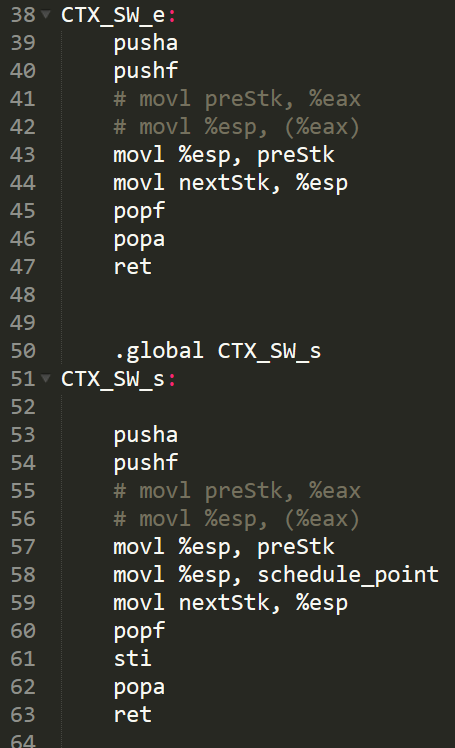 38 CTX_SW_e:
39 pusha
40 pushf
41 # movl preStk, %eax
42 # movl %esp, (%eax)
43 movl %esp, preStk
44 movl nextStk, %esp
45 popf
46 popa
47 ret
48
49
50 .global CTX_SW_s
51 CTX_SW_s:
52
53 pusha
54 pushf
55 # movl preStk, %eax
56 # movl %esp, (%eax)
57 movl %esp, preStk
58 movl %esp, schedule_point
59 movl nextStk, %esp
60 popf
61 sti
62 popa
63 ret
64